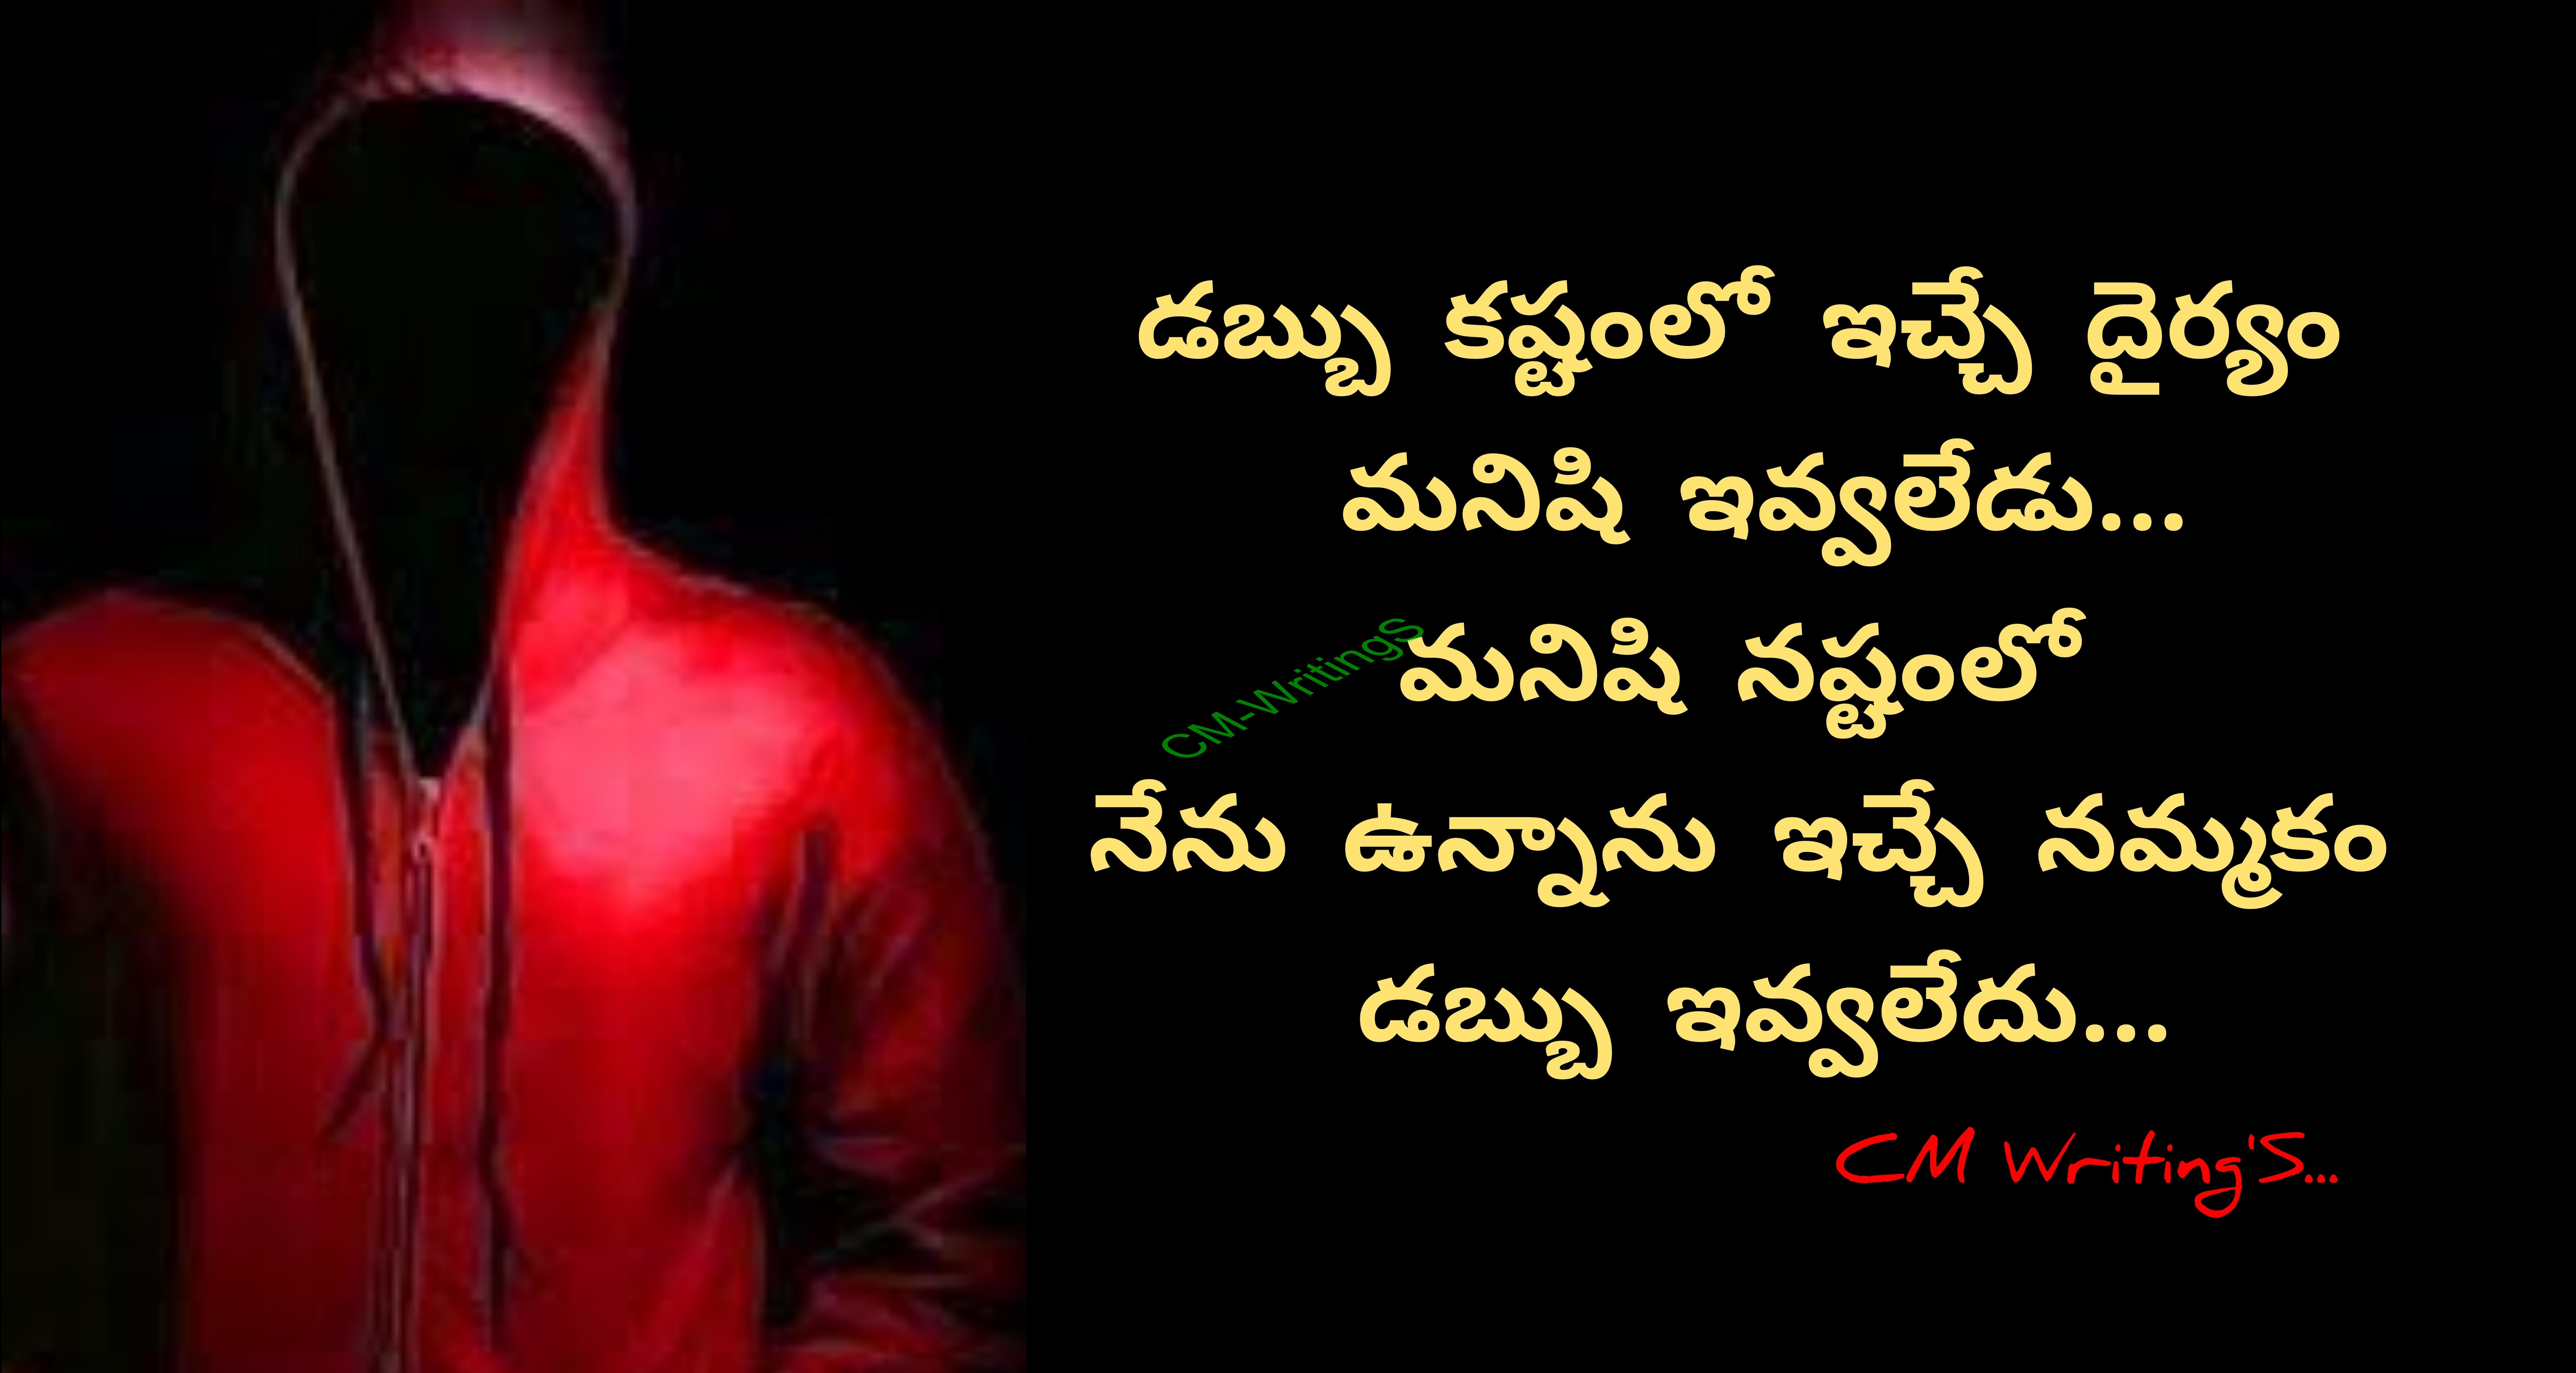 డబ్బు కష్టంలో ఇచ్చే దైర్యం
మనిషి ఇవ్వలేడు...
మనిషి నష్టంలో
CM-WritingS
నేను ఉన్నాను ఇచ్చే నమ్మకం
డబ్బు ఇవ్వలేదు...
CM Writing'S...